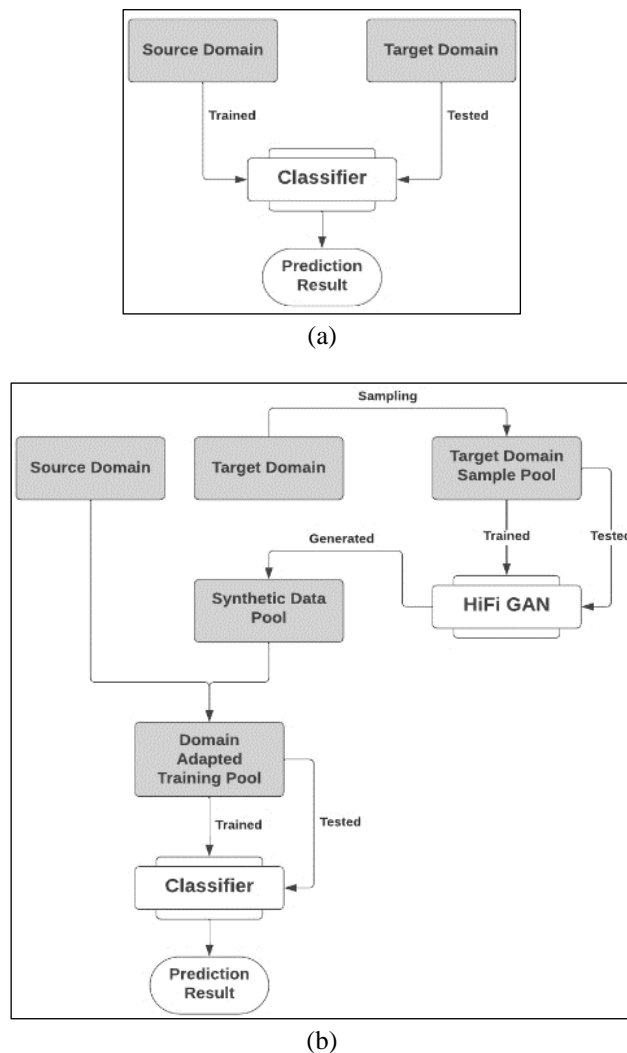 Source Domain
Target Domain
Trained
Tested
Classifier
Prediction
Result
(a)
Sampling
Source Domain
Target Domain
Target Domain
Sample Pool
Generated
Trained
Tested
Synthetic Data
Pool
HiFi GAN
Domain
Adapted
Training Pool
Trained
Tested
Classifier
Prediction
Result
(b)